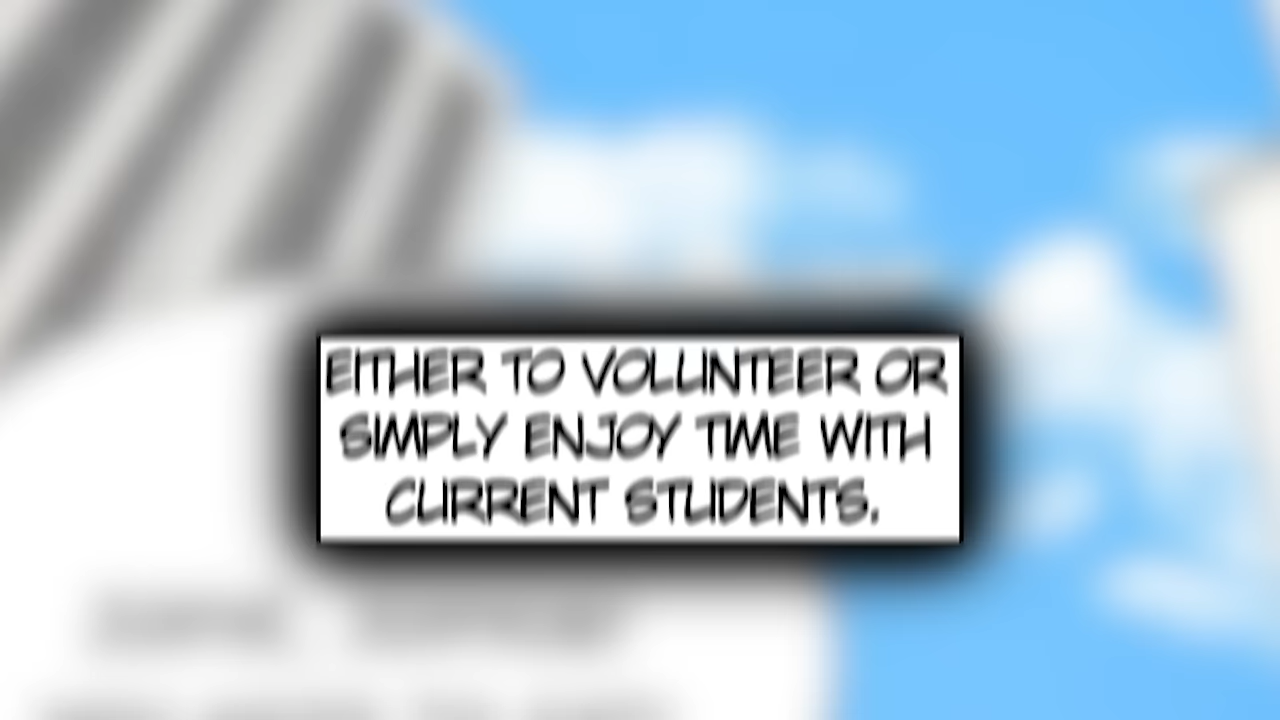 EITHER TO VOLUNTEER OR
SIMPLY ENJOY TIME WITH
CURRENT STUDENTS.